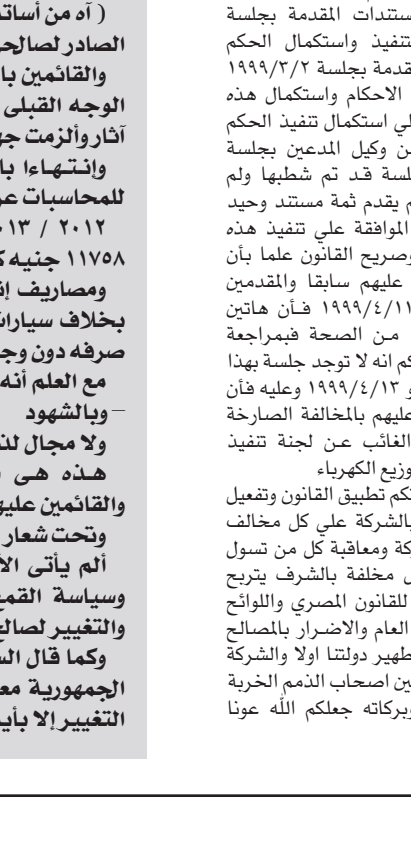 ستندات المقدمة بجلسة
تنفيذ واستكمال الحكم
قدمة بجلسة ١٩٩٩/٣/٢
الاحكام واستكمال هذه
لي استكمال تنفيذ الحكم
ن وكيل المدعين بجلسة
لسة قد تم شطبها ولم
م يقدم ثمة مستند وحيد
الموافقة علي تنفيذ هذه
وصريح القانون علما بأن
عليهم سابقا والمقدمين
١٩٩٩/٤/١١ فأن هاتين
من الصحة فبمراجعة
كم انه لا توجد جلسة بهذا
و ١٩٩٩/٤/١٣ وعليه فأن
عليهم بالمخالفة الصارخة
الغائب عن لجنة تنفيذ
وزيع الكهرباء
كم تطبيق القانون وتفعيل
بالشركة علي كل مخالف
كة ومعاقبة كل من تسول
ل مخلفة بالشرف يتربح
للقانون المصري واللوائح
العام والاضرار بالمصالح
طهير دولتنا اولا والشركة
ين اصحاب الذمم الخربة
وبركاته جعلكم الله عونا
( آه من أساتذ
الصادر لصالحى
والقائمين با
الوجه القبلى
آثار وألزمت جه
وإنتهاءا با
للمحاسبات عن
٢٠١٢ / ٢٠١٣
١١٧٥٨ جنيه ك
ومصاريف إن
بخلاف سيارات
صرفه دون وج
مع العلم أنه
– وبالشهود
ولا مجال لذ
هذه هى
والقائمين عليه
وتحت شعار
ألم يأتى الأ
وسياسة القم
والتغيير لصالح
وكما قال الس
الجمهورية مع
التغيير إلا بأي